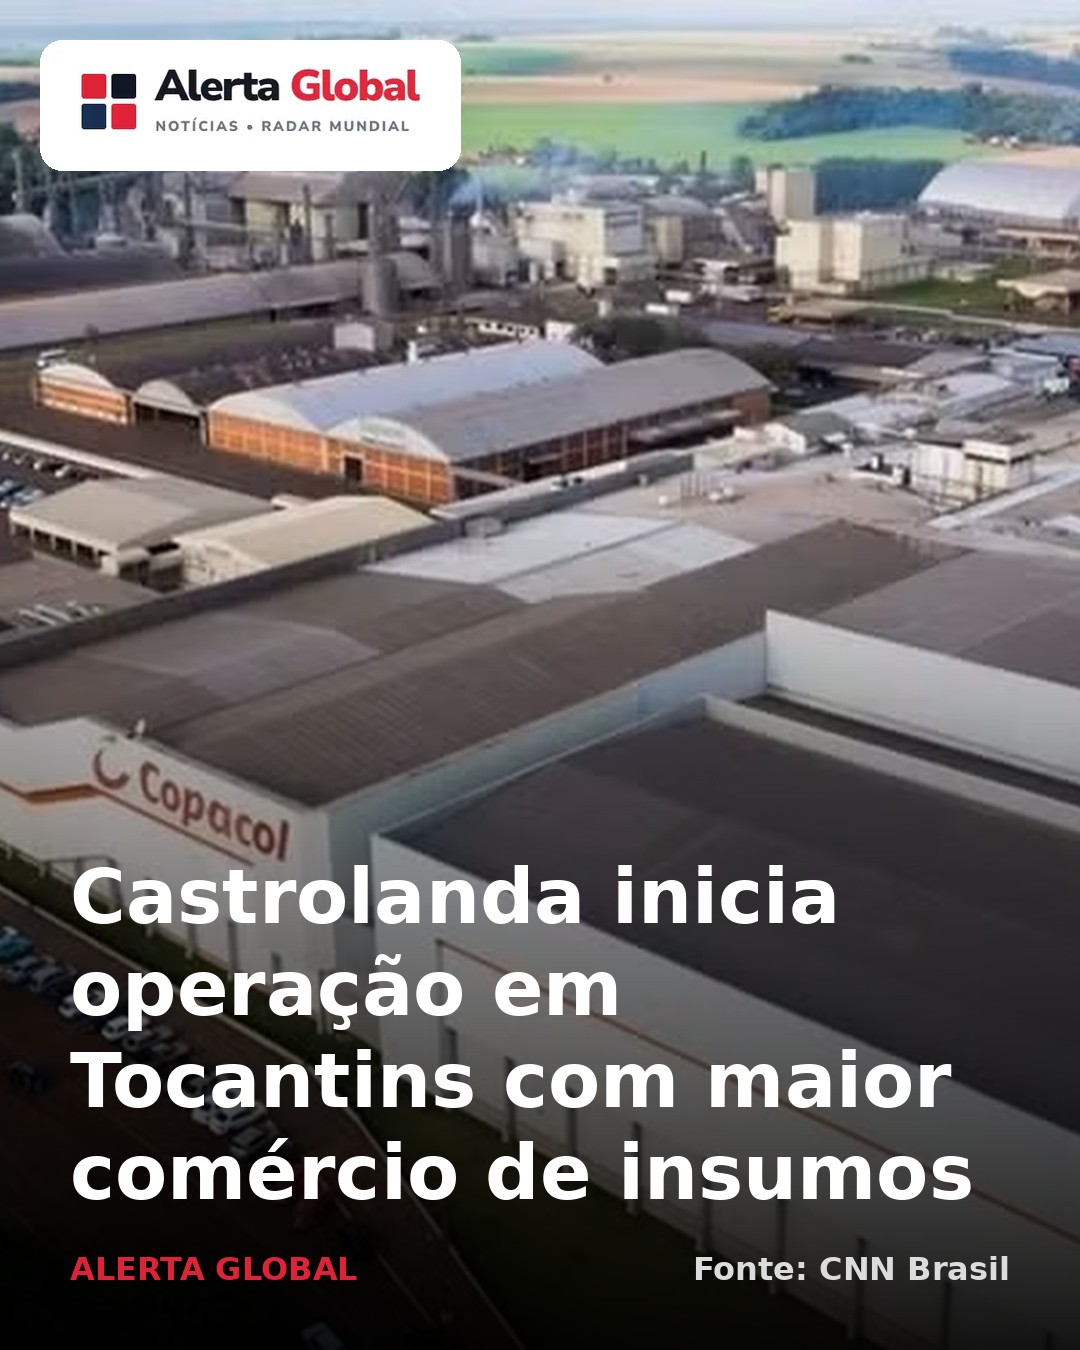 Alerta Global
NOTÍCIAS • RADAR MUNDIAL
Copacol
Castrolanda inicia
operação em
Tocantins com maior
comércio de insumos
ALERTA GLOBAL
Fonte: CNN Brasil